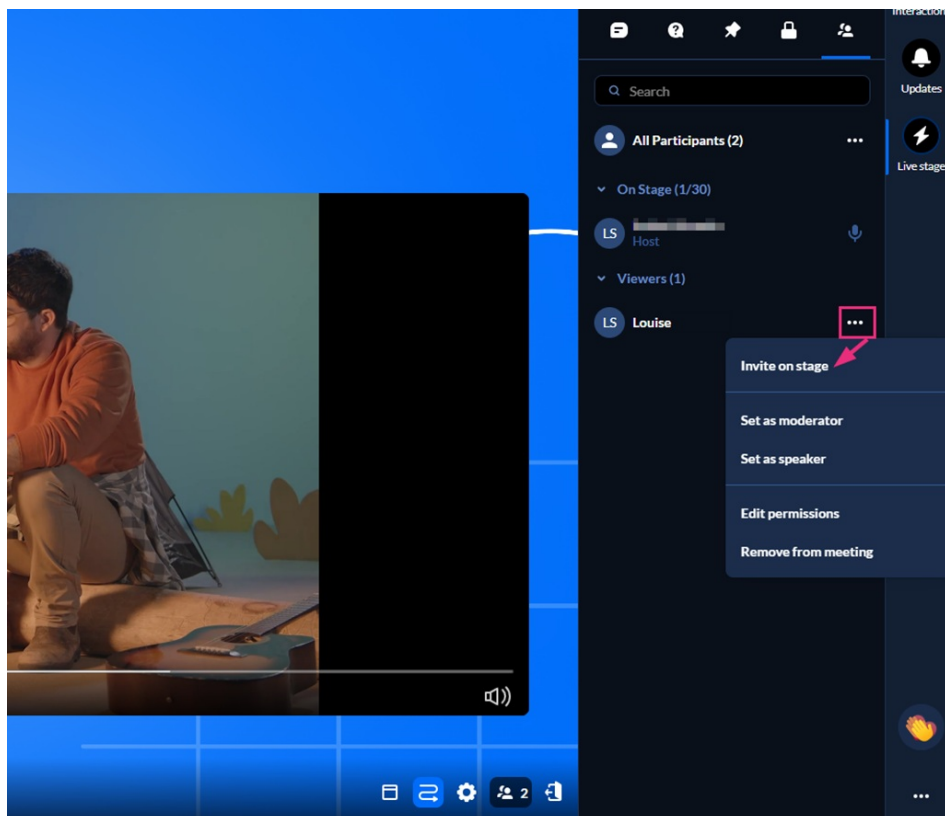 Interaction
Updates
Live stage
Search
All Participants (2)
On Stage (1/30)
LS
Host
Viewers (1)
LS Louise
Invite on stage
Set as moderator
Set as speaker
Edit permissions
Remove from meeting
2